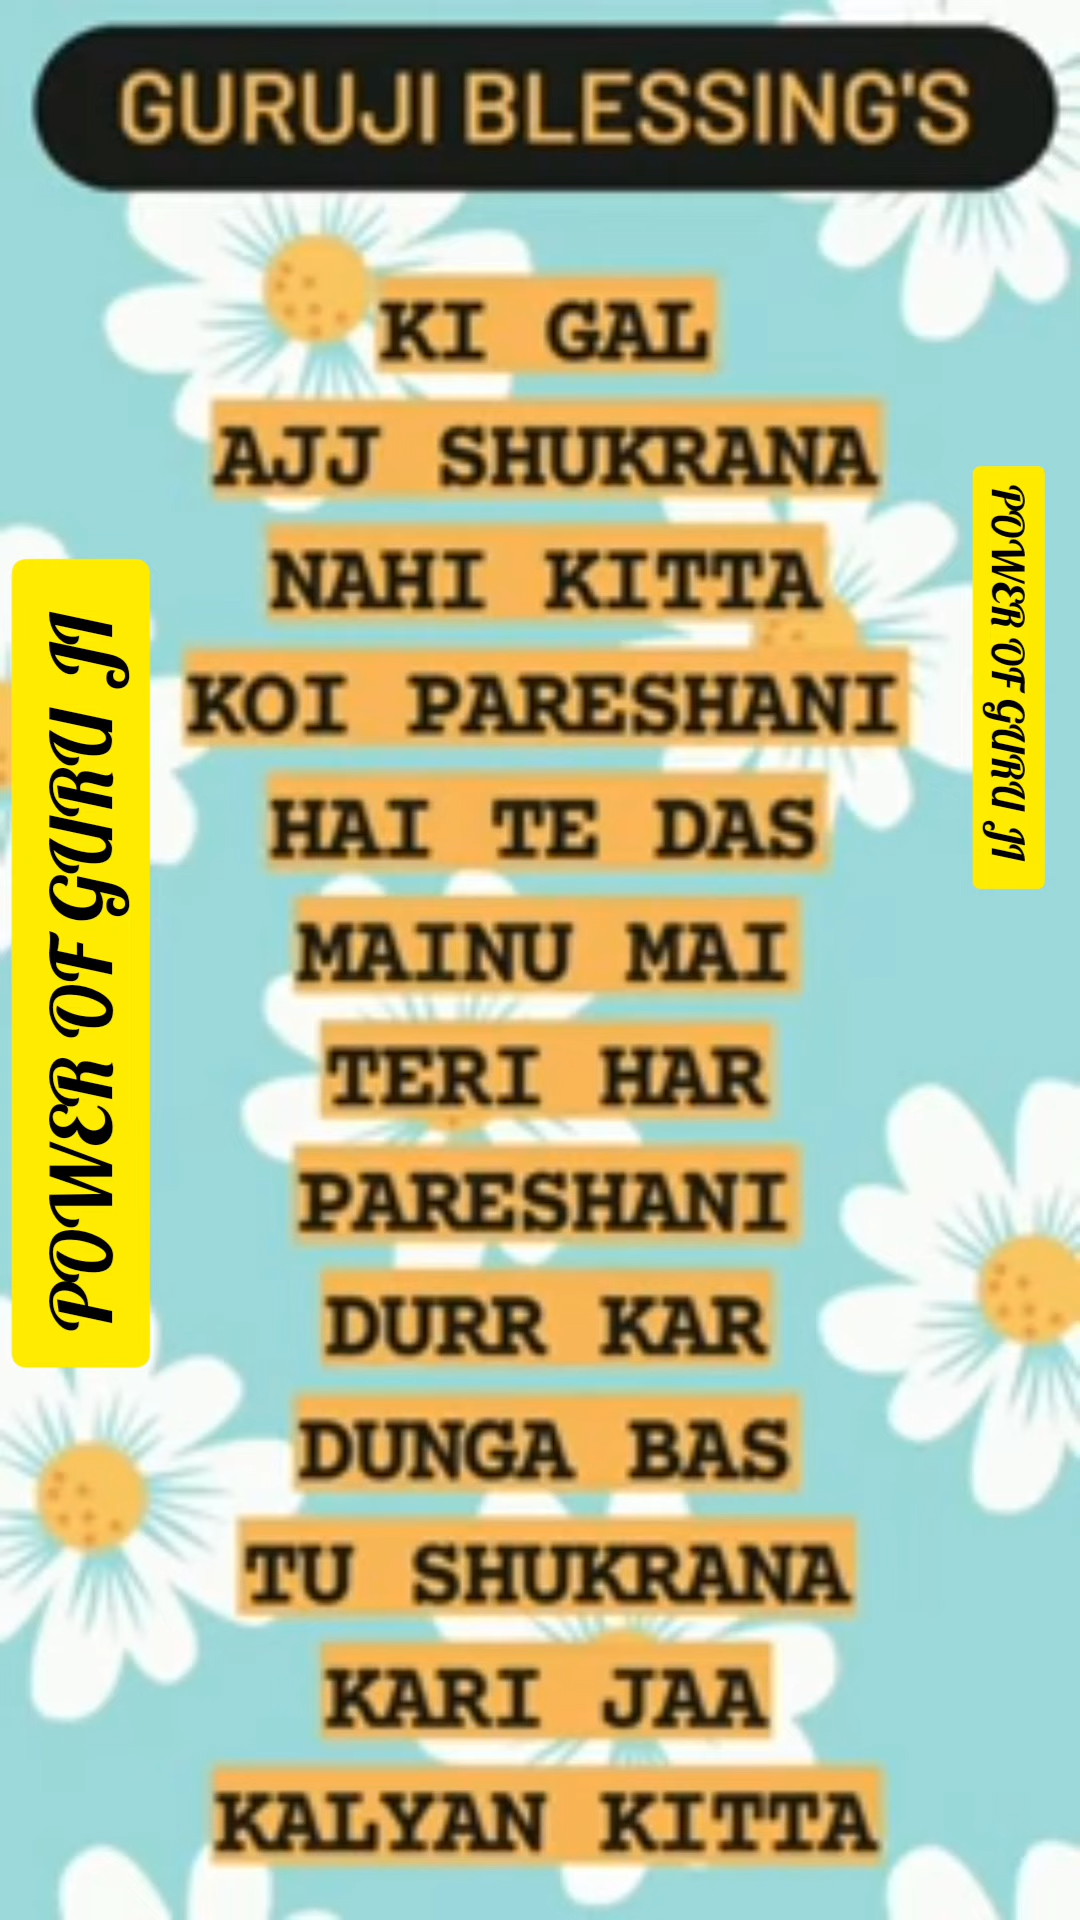 GURUJI BLESSING'S
KI GAL
AJJ SHUKRANA
NAHI KITTA
KOI PARESHANI
HAI TE DAS
MAINU MAI
TERI HAR
PARESHANI
DURR KAR
DUNGA BAS
TU SHUKRANA
KARI JAA
KALYAN KITTA
POWER OF GURU JI
POWER OF GURU JI